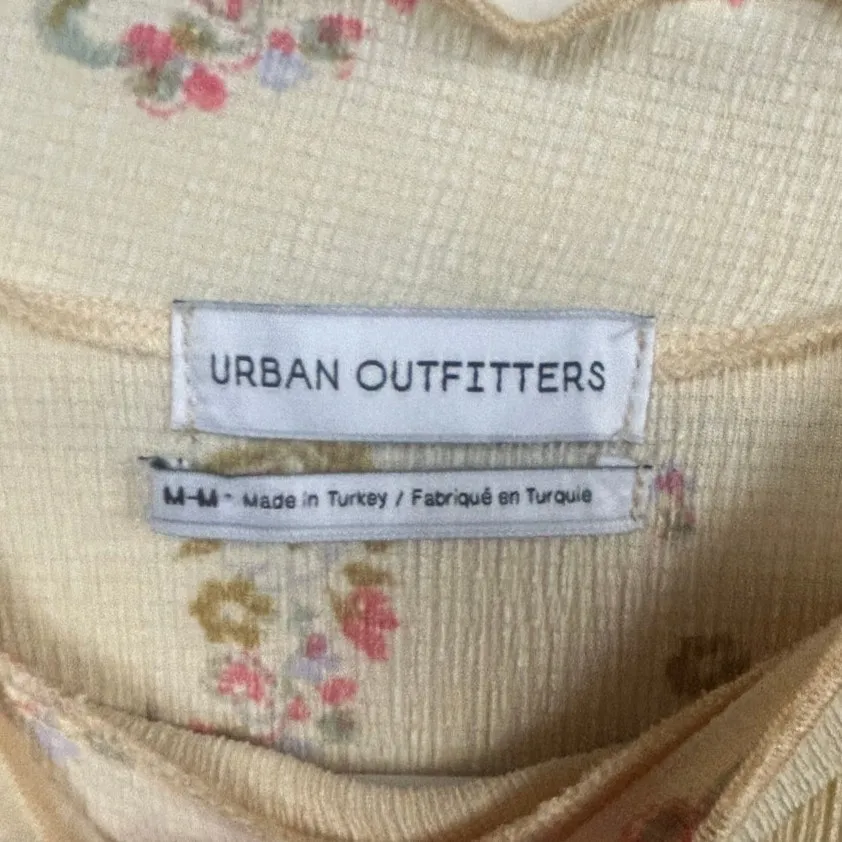 URBAN OUTFITTERS
M-M - Made in Turkey / Fabriqué en Turquie